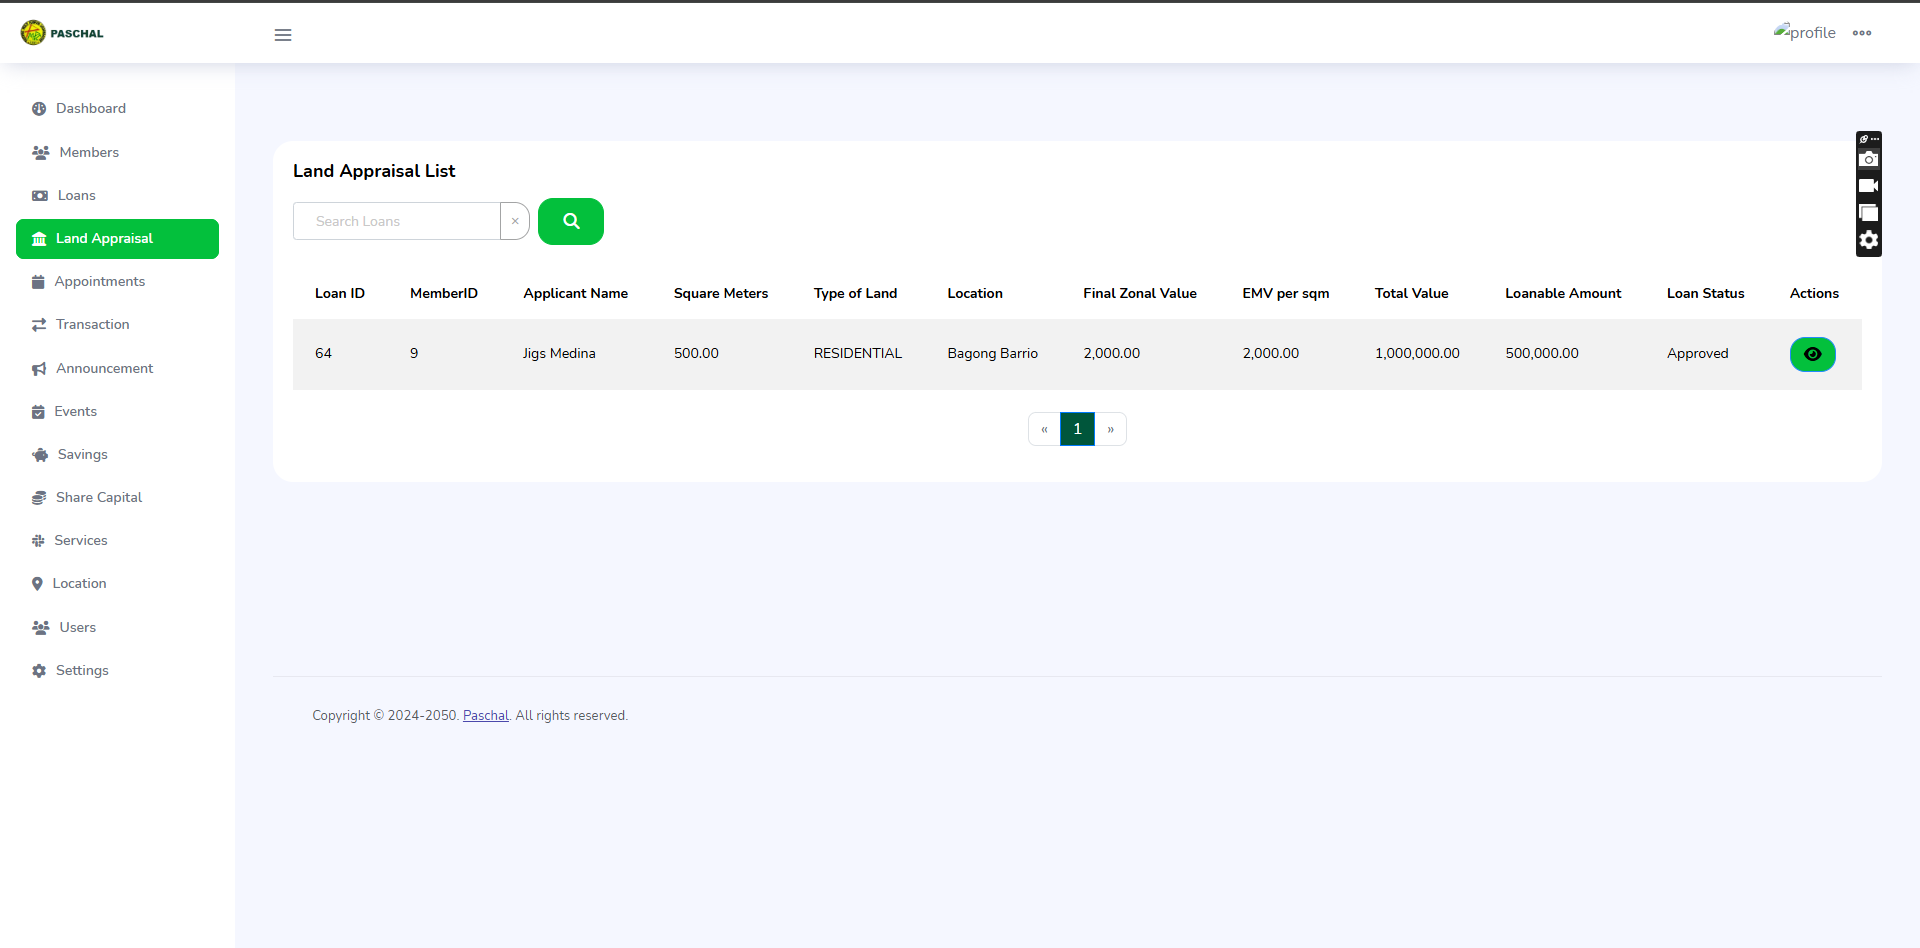 PASCHAL
profile
Dashboard
Members
Loans
Land Appraisal
Appointments
Transaction
Announcement
Events
Savings
Share Capital
Services
Location
Users
Settings
Land Appraisal List
Search Loans ×
Loan ID MemberID Applicant Name Square Meters Type of Land Location Final Zonal Value EMV per sqm Total Value Loanable Amount Loan Status Actions
64 9 Jigs Medina 500.00 RESIDENTIAL Bagong Barrio 2,000.00 2,000.00 1,000,000.00 500,000.00 Approved
« 1 »
Copyright © 2024-2050. Paschal. All rights reserved.